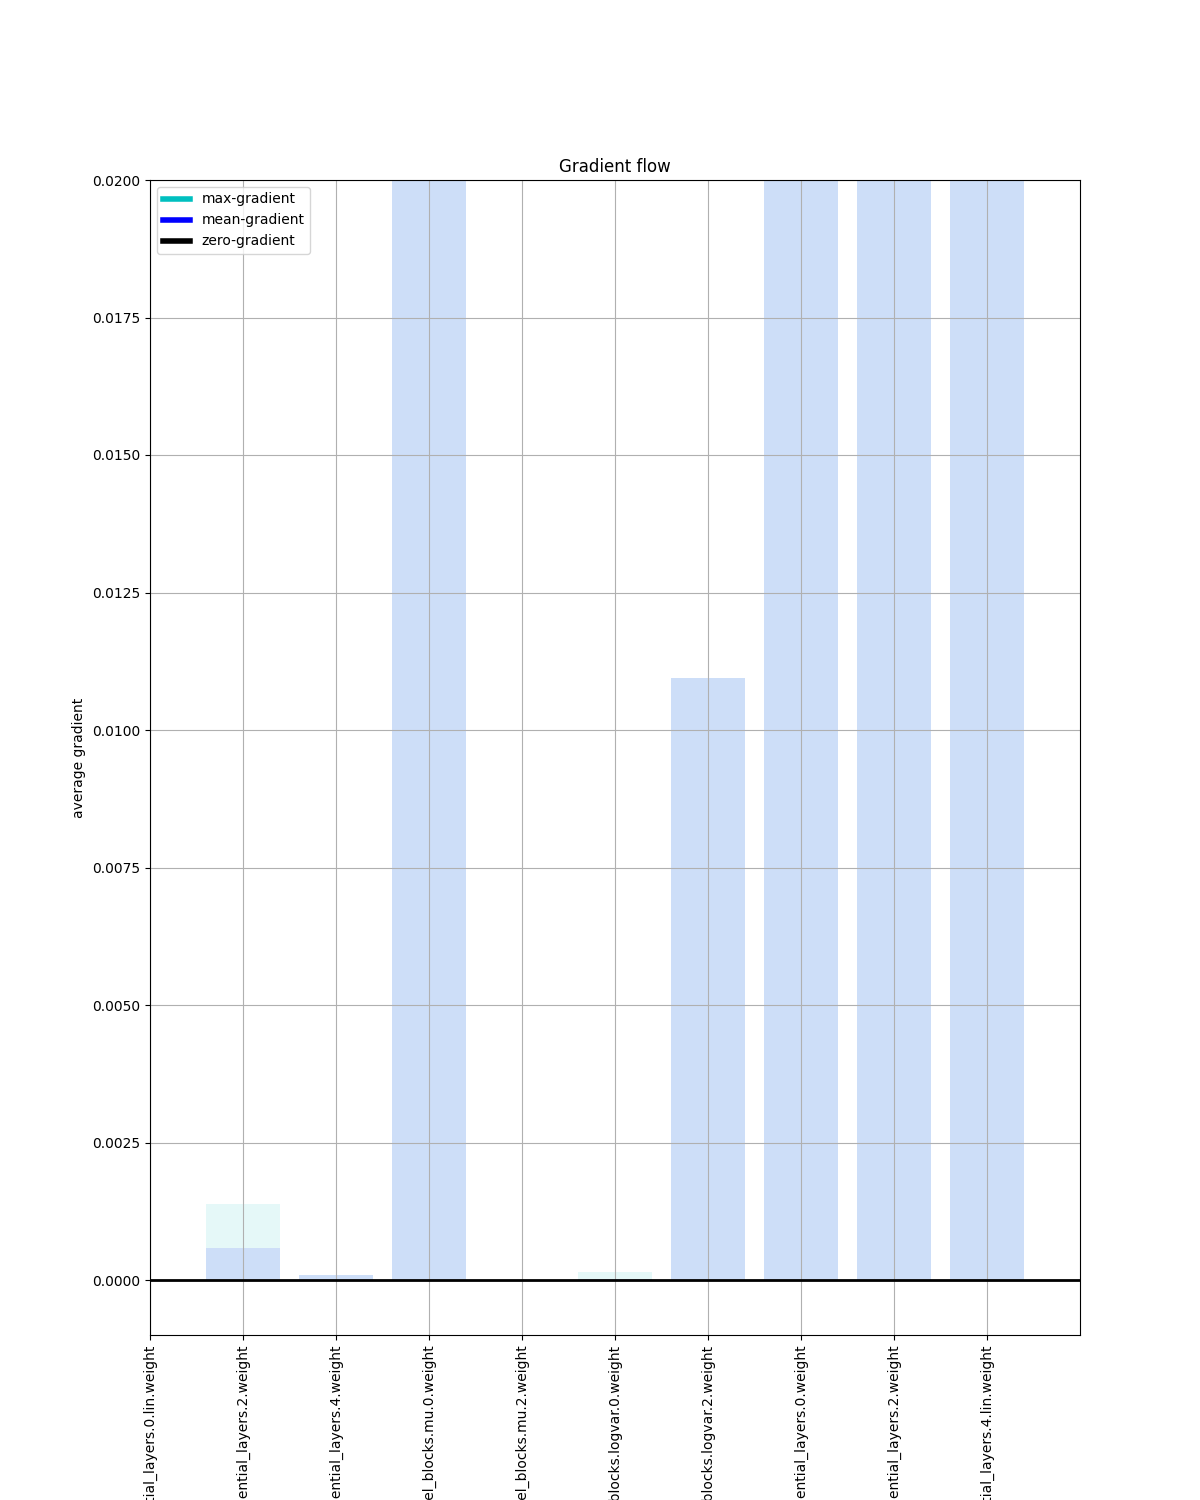 Gradient flow
max-gradient
mean-gradient
zero-gradient
0.0200
0.0175
0.0150
0.0125
0.0100
0.0075
0.0050
0.0025
0.0000
average gradient
tial_layers.0.lin.weight
ential_layers.2.weight
ential_layers.4.weight
el_blocks.mu.0.weight
el_blocks.mu.2.weight
blocks.logvar.0.weight
blocks.logvar.2.weight
ential_layers.0.weight
ential_layers.2.weight
tial_layers.4.lin.weight